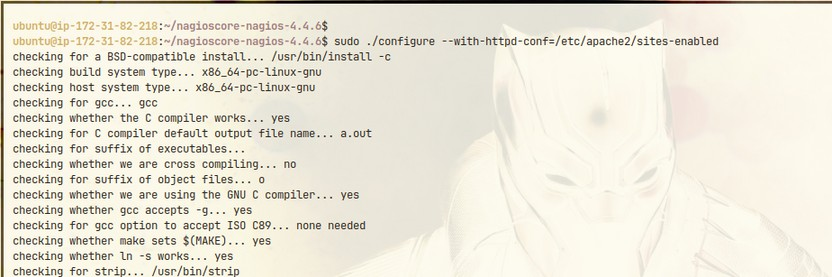 ubuntu@ip-172-31-82-218:~/nagioscore-nagios-4.4.6$
ubuntu@ip-172-31-82-218:~/nagioscore-nagios-4.4.6$ sudo ./configure --with-httpd-conf=/etc/apache2/sites-enabled
checking for a BSD-compatible install... /usr/bin/install -c
checking build system type... x86_64-pc-linux-gnu
checking host system type... x86_64-pc-linux-gnu
checking for gcc... gcc
checking whether the C compiler works... yes
checking for C compiler default output file name... a.out
checking for suffix of executables...
checking whether we are cross compiling... no
checking for suffix of object files... o
checking whether we are using the GNU C compiler... yes
checking whether gcc accepts -g... yes
checking for gcc option to accept ISO C89... none needed
checking whether make sets $(MAKE)... yes
checking whether ln -s works... yes
checking for strip... /usr/bin/strip